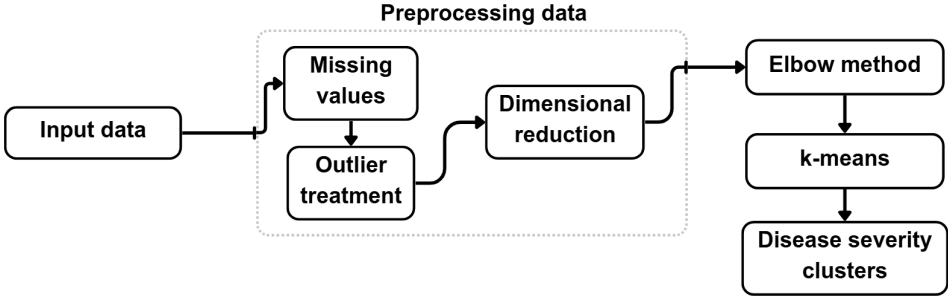 Preprocessing data
Input data
Missing
values
Outlier
treatment
Dimensional
reduction
Elbow method
k-means
Disease severity
clusters